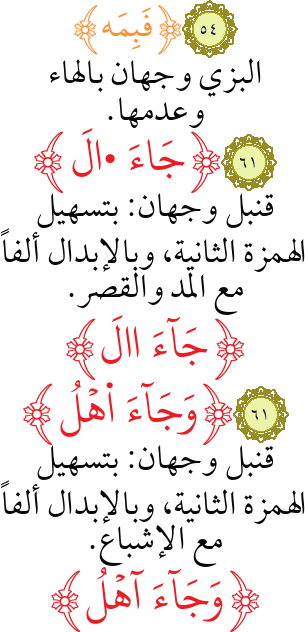 ٥٤ ﴿فَبِمَه﴾
البزي وجهان بالهاء
وعدمها.
٦١ ﴿جَاءَ •الَ﴾
قنبل وجهان: بتسهيل
الهمزة الثانية، وبالإبدال ألفاً
مع المد والقصر.
﴿جَآءَ االَ﴾
٦١ ﴿وَجَآءَ اْهۡلُ﴾
قنبل وجهان: بتسهيل
الهمزة الثانية، وبالإبدال ألفاً
مع الإشباع.
﴿وَجَآءَ آهۡلُ﴾